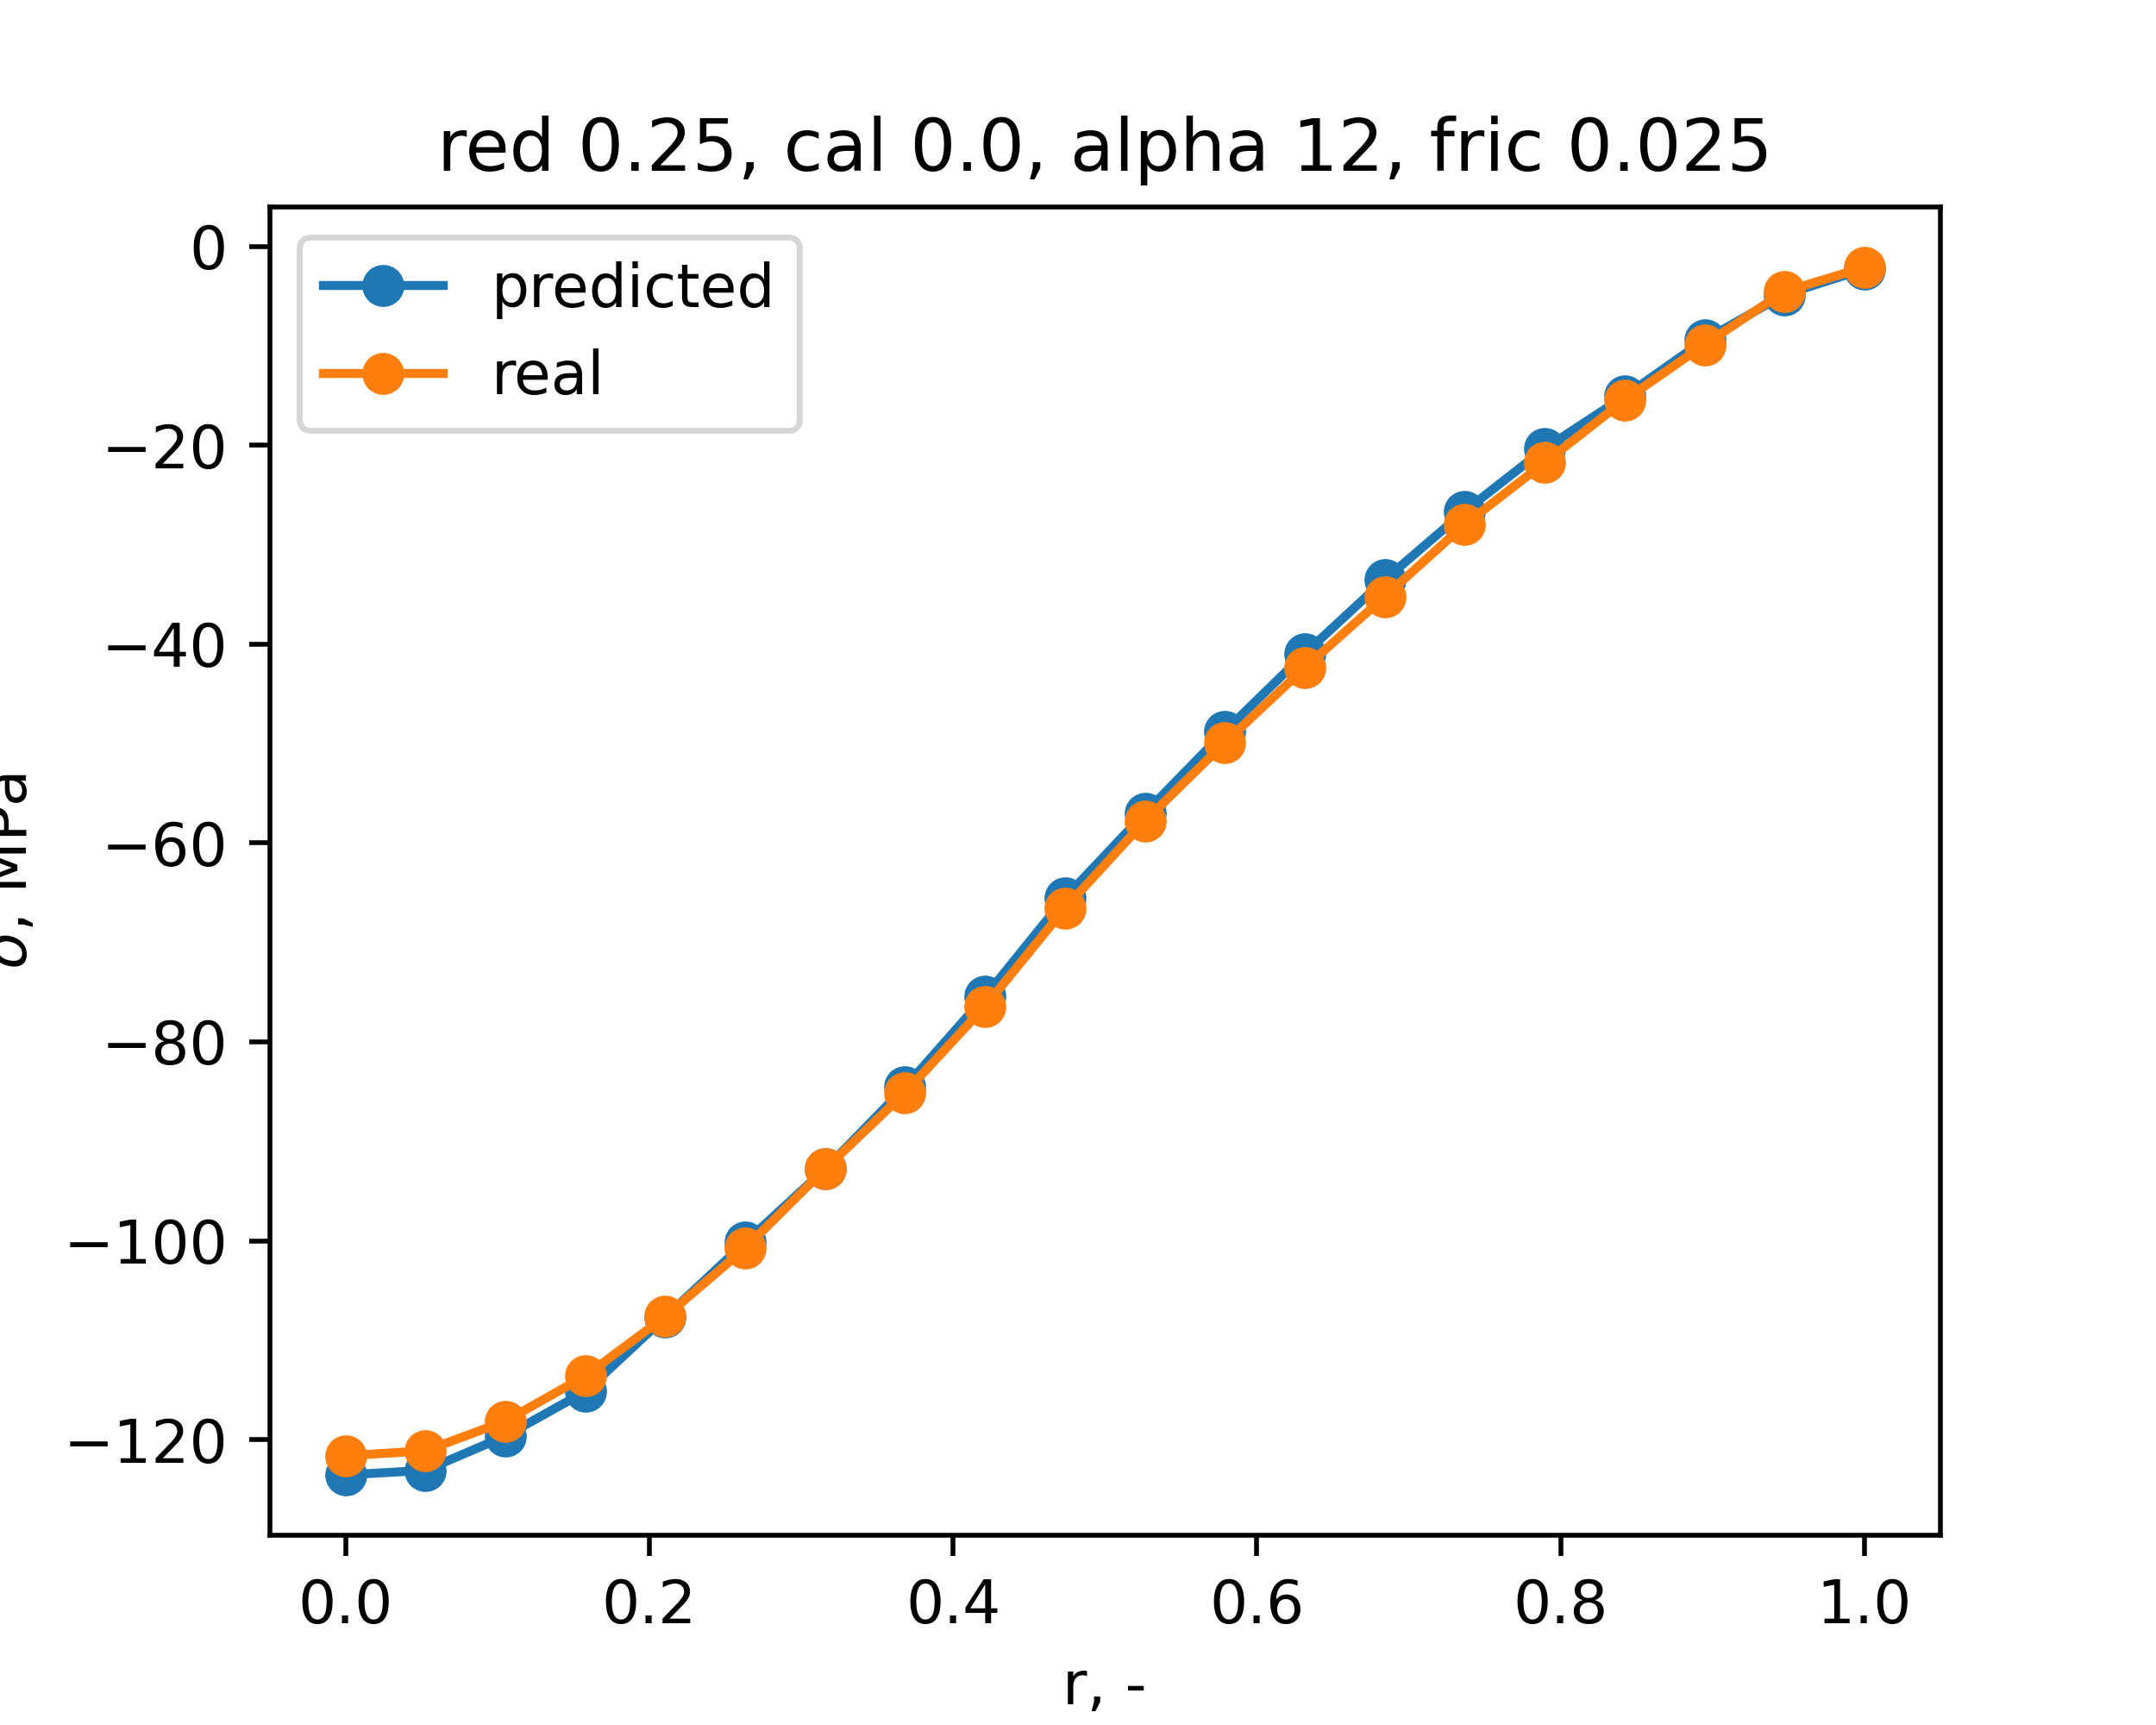 red 0.25, cal 0.0, alpha 12, fric 0.025
predicted
real
0
−20
−40
−60
−80
−100
−120
σ, MPa
0.0 0.2 0.4 0.6 0.8 1.0
r, -